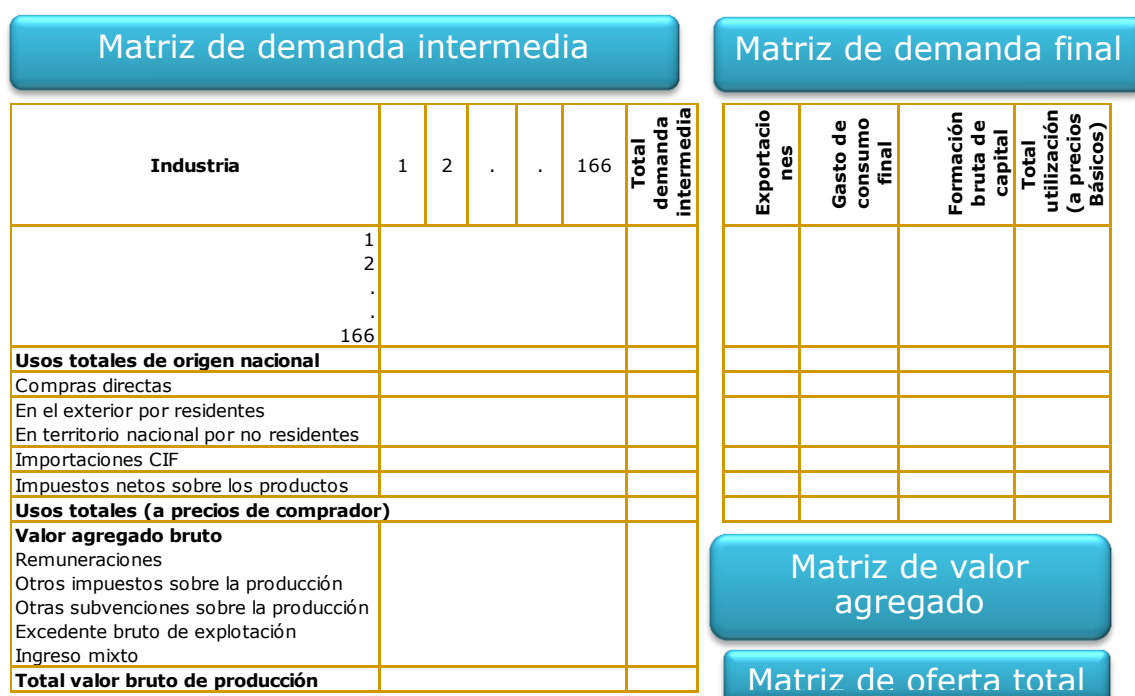 Matriz de demanda intermedia
Matriz de demanda final
Industria
1
2
.
.
166
Total
demanda
intermedia
Exportacio
nes
Gasto de
consumo
final
Formación
bruta de
capital
Total
utilización
(a precios
Básicos)
1
2
.
.
166
Usos totales de origen nacional
Compras directas
En el exterior por residentes
En territorio nacional por no residentes
Importaciones CIF
Impuestos netos sobre los productos
Usos totales (a precios de comprador)
Valor agregado bruto
Remuneraciones
Otros impuestos sobre la producción
Otras subvenciones sobre la producción
Excedente bruto de explotación
Ingreso mixto
Total valor bruto de producción
Matriz de valor
agregado
Matriz de oferta total